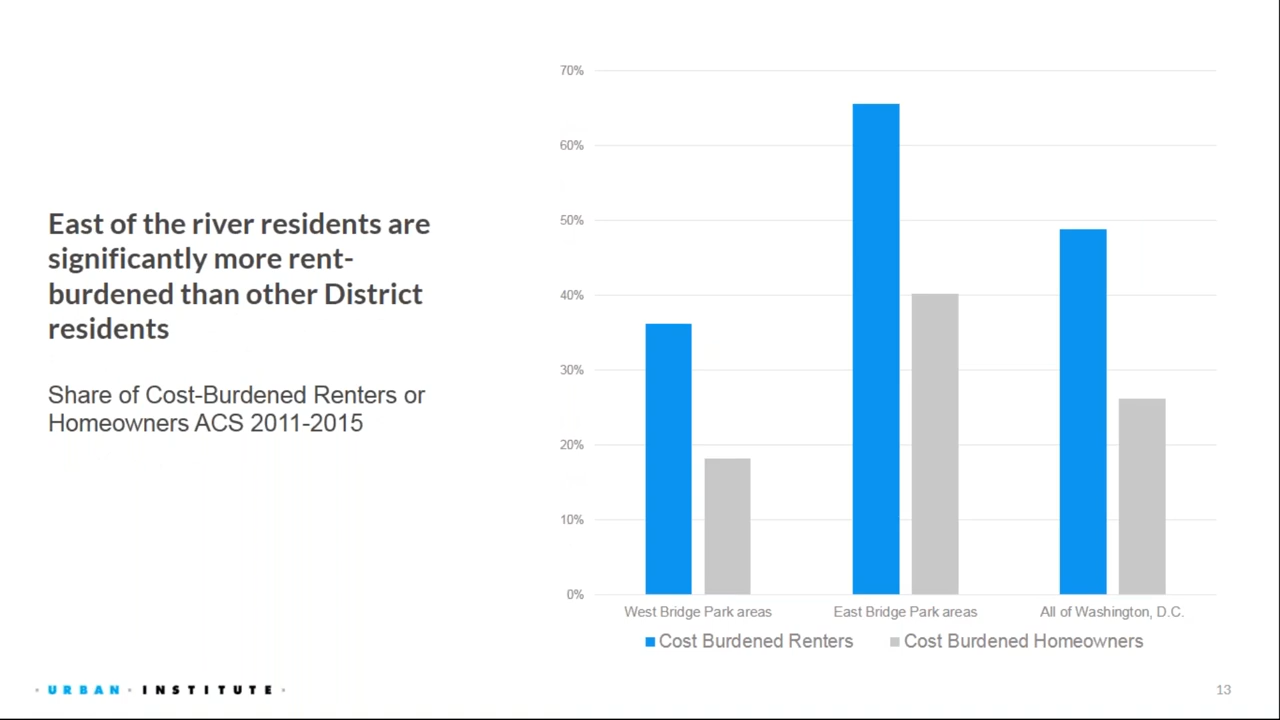 East of the river residents are
significantly more rent-
burdened than other District
residents
Share of Cost-Burdened Renters or
Homeowners ACS 2011-2015
70%
60%
50%
40%
30%
20%
10%
0%
West Bridge Park areas
East Bridge Park areas
All of Washington, D.C.
Cost Burdened Renters
Cost Burdened Homeowners
· URBAN · INSTITUTE ·
13